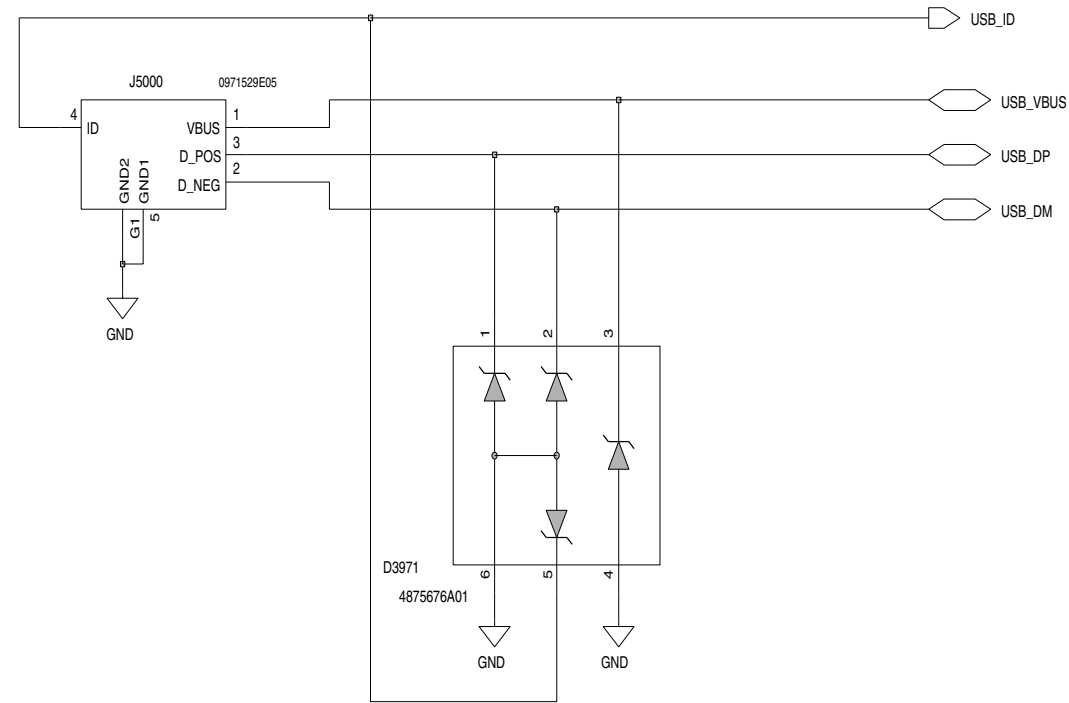 USB_ID
J5000 0971529E05
4 1
USB_VBUS
ID VBUS
3
D_POS
USB_DP
2
D_NEG
GND2
GND1
USB_DM
G1
5
GND
1 2 3
D3971
6 5 4
4875676A01
GND GND